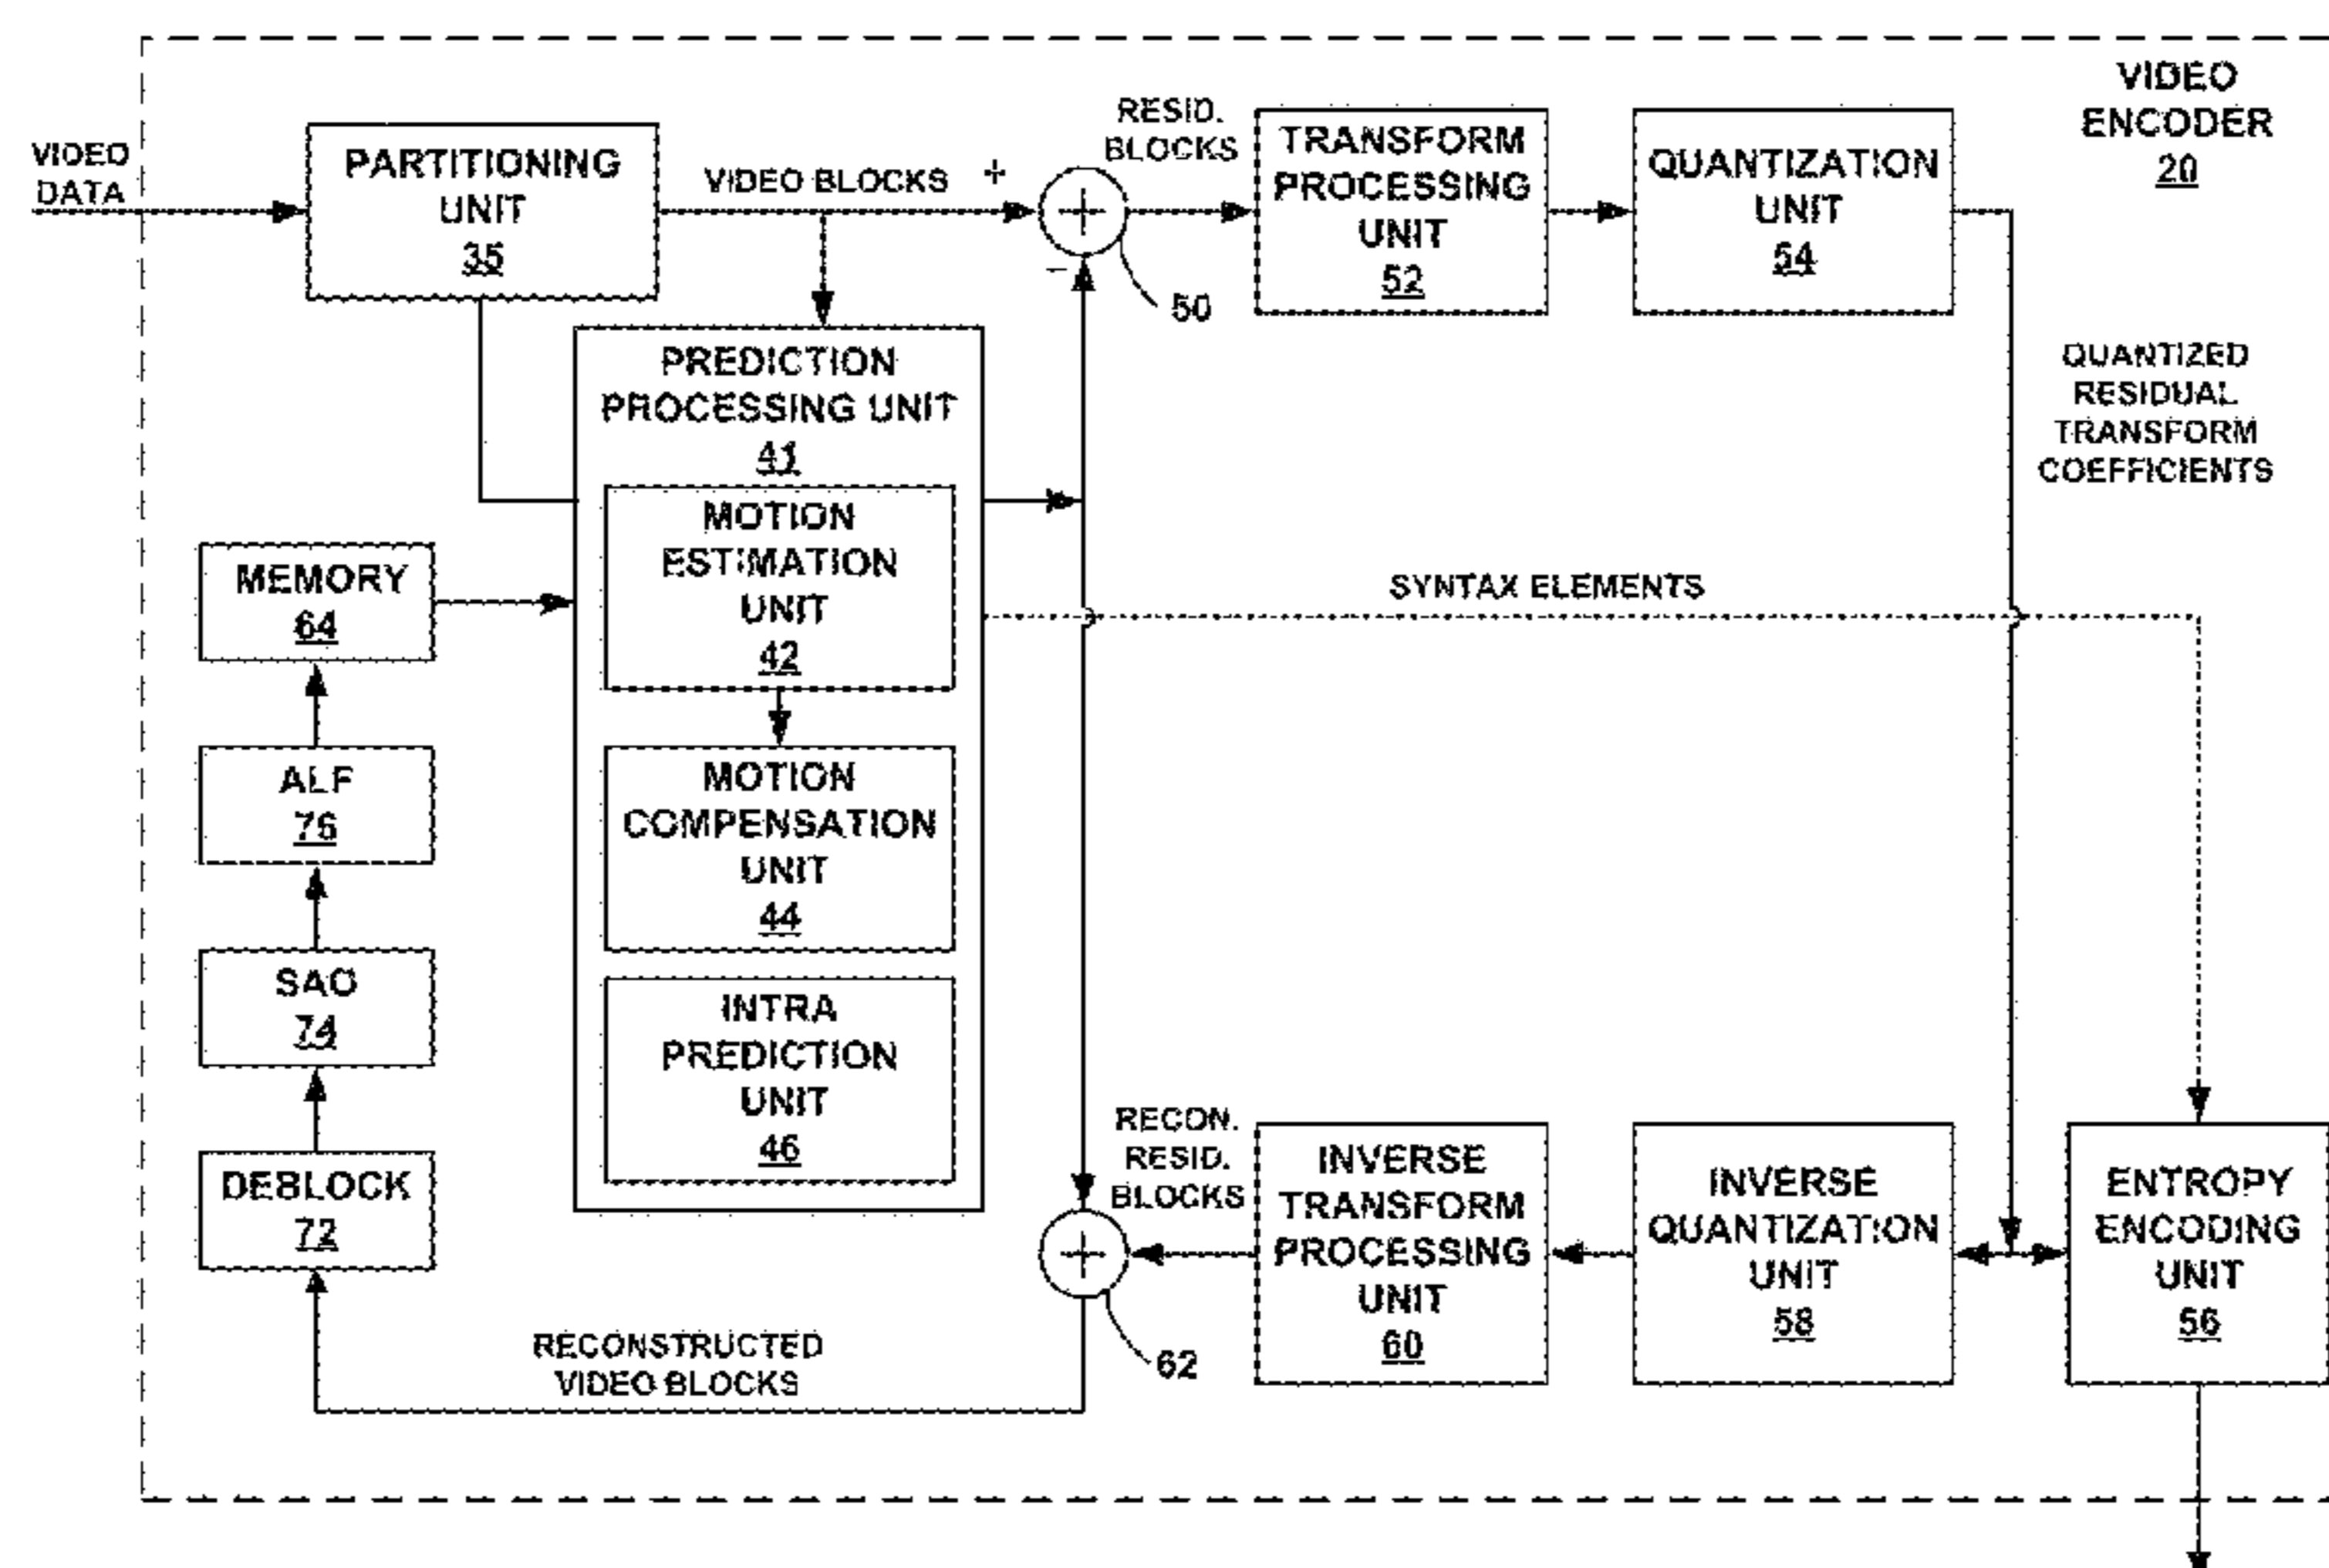 VIDEO
ENCODER
20
VIDEO
DATA
PARTITIONING
UNIT
35
VIDEO BLOCKS
+
-
RESID.
BLOCKS
50
TRANSFORM
PROCESSING
UNIT
52
QUANTIZATION
UNIT
54
QUANTIZED
RESIDUAL
TRANSFORM
COEFFICIENTS
PREDICTION
PROCESSING UNIT
41
MOTION
ESTIMATION
UNIT
42
MOTION
COMPENSATION
UNIT
44
INTRA
PREDICTION
UNIT
46
SYNTAX ELEMENTS
MEMORY
64
ALF
76
SAO
74
DEBLOCK
72
RECON.
RESID.
BLOCKS
62
INVERSE
TRANSFORM
PROCESSING
UNIT
60
INVERSE
QUANTIZATION
UNIT
58
ENTROPY
ENCODING
UNIT
56
RECONSTRUCTED
VIDEO BLOCKS